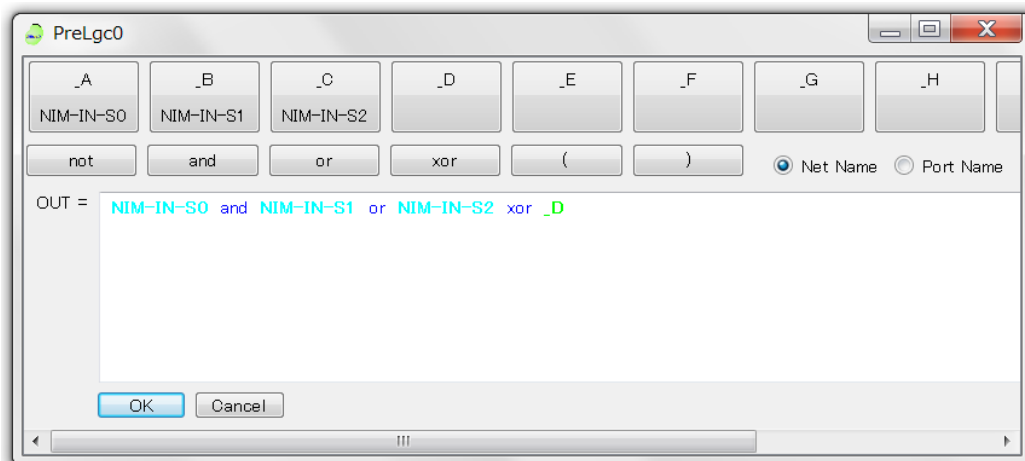 PreLgc0
_A _B _C _D _E _F _G _H
NIM-IN-S0 NIM-IN-S1 NIM-IN-S2
not and or xor ( ) Net Name Port Name
OUT = NIM-IN-S0 and NIM-IN-S1 or NIM-IN-S2 xor _D
OK Cancel